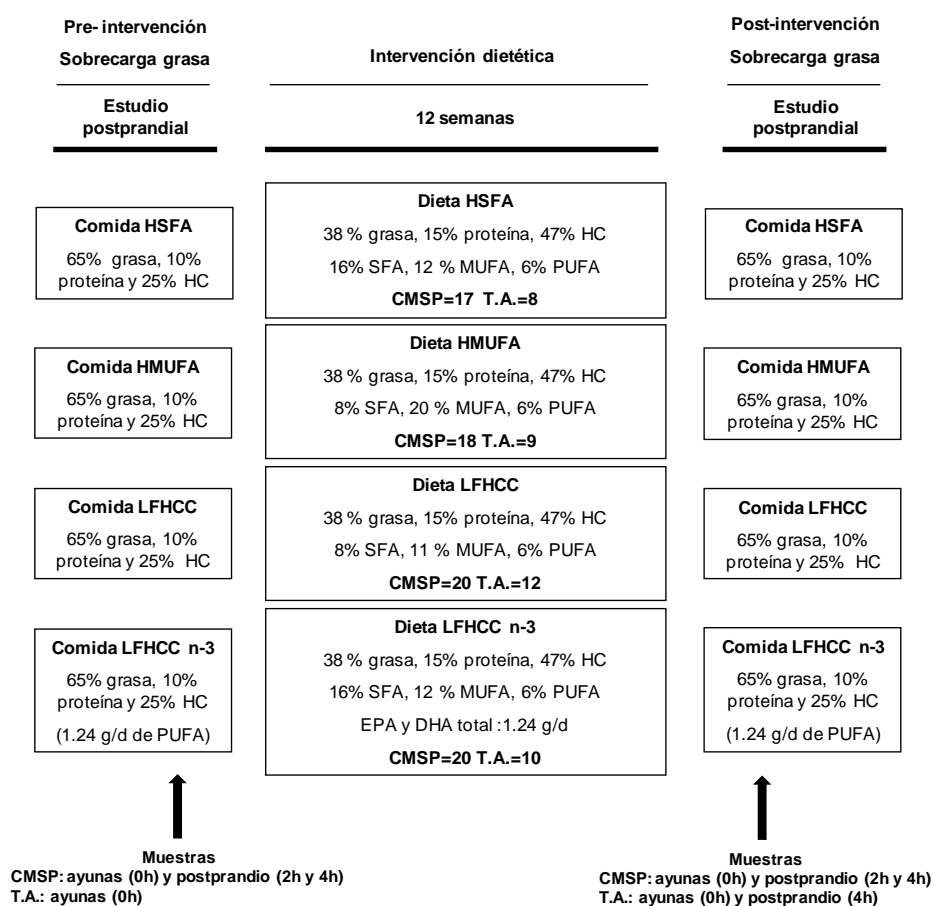 Pre- intervención
Sobrecarga grasa
Estudio
postprandial
Intervención dietética
12 semanas
Post-intervención
Sobrecarga grasa
Estudio
postprandial
Comida HSFA
65% grasa, 10%
proteína y 25% HC
Dieta HSFA
38 % grasa, 15% proteína, 47% HC
16% SFA, 12 % MUFA, 6% PUFA
CMSP=17 T.A.=8
Comida HSFA
65% grasa, 10%
proteína y 25% HC
Comida HMUFA
65% grasa, 10%
proteína y 25% HC
Dieta HMUFA
38 % grasa, 15% proteína, 47% HC
8% SFA, 20 % MUFA, 6% PUFA
CMSP=18 T.A.=9
Comida HMUFA
65% grasa, 10%
proteína y 25% HC
Comida LFHCC
65% grasa, 10%
proteína y 25% HC
Dieta LFHCC
38 % grasa, 15% proteína, 47% HC
8% SFA, 11 % MUFA, 6% PUFA
CMSP=20 T.A.=12
Comida LFHCC
65% grasa, 10%
proteína y 25% HC
Comida LFHCC n-3
65% grasa, 10%
proteína y 25% HC
(1.24 g/d de PUFA)
Dieta LFHCC n-3
38 % grasa, 15% proteína, 47% HC
16% SFA, 12 % MUFA, 6% PUFA
EPA y DHA total :1.24 g/d
CMSP=20 T.A.=10
Comida LFHCC n-3
65% grasa, 10%
proteína y 25% HC
(1.24 g/d de PUFA)
Muestras
CMSP: ayunas (0h) y postprandio (2h y 4h)
T.A.: ayunas (0h)
Muestras
CMSP: ayunas (0h) y postprandio (2h y 4h)
T.A.: ayunas (0h) y postprandio (4h)